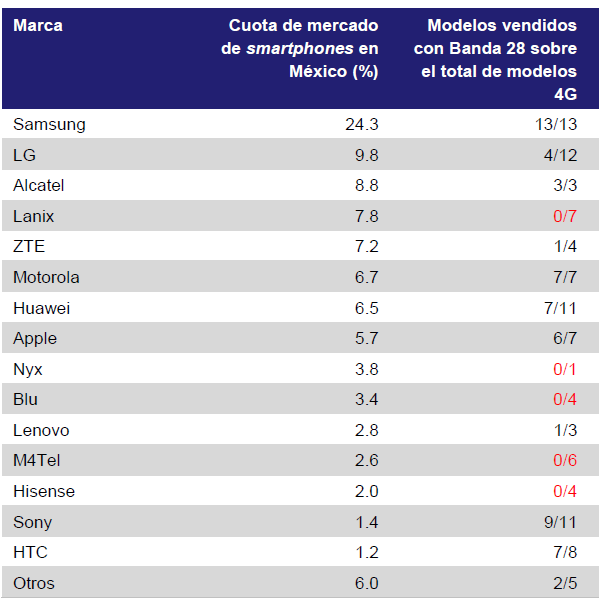 Marca Cuota de mercado Modelos vendidos
de smartphones en con Banda 28 sobre
México (%) el total de modelos
4G
Samsung 24.3 13/13
LG 9.8 4/12
Alcatel 8.8 3/3
Lanix 7.8 0/7
ZTE 7.2 1/4
Motorola 6.7 7/7
Huawei 6.5 7/11
Apple 5.7 6/7
Nyx 3.8 0/1
Blu 3.4 0/4
Lenovo 2.8 1/3
M4Tel 2.6 0/6
Hisense 2.0 0/4
Sony 1.4 9/11
HTC 1.2 7/8
Otros 6.0 2/5